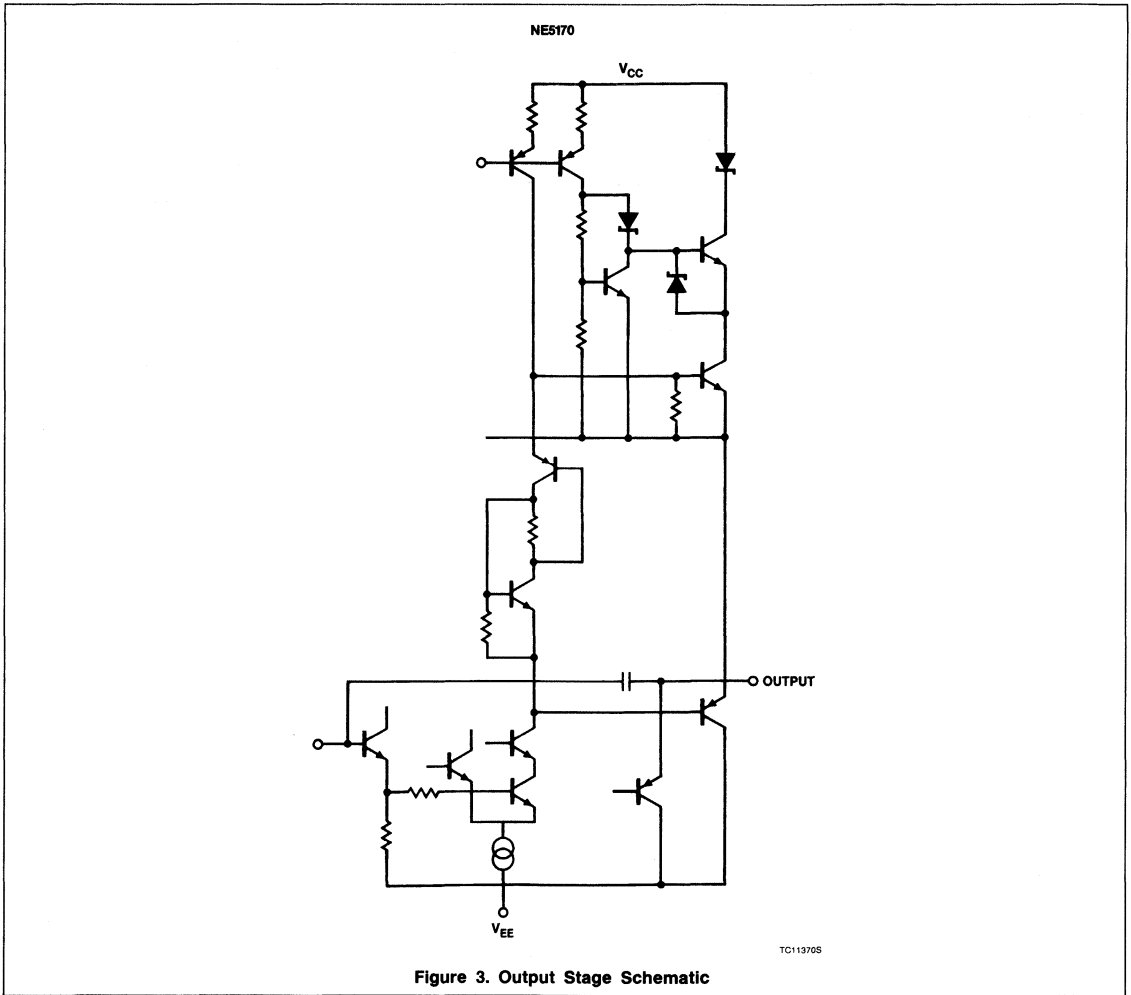 NE5170
VCC
OUTPUT
VEE
TC11370S
Figure 3. Output Stage Schematic